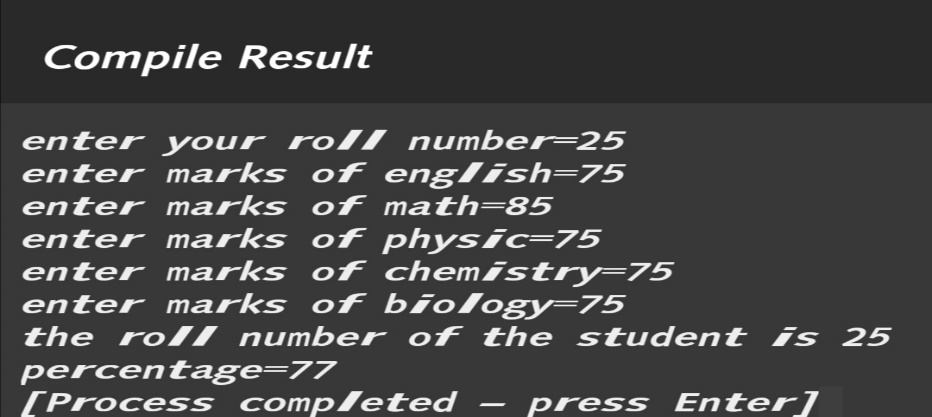 Compile Result
enter your roll number=25
enter marks of english=75
enter marks of math=85
enter marks of physic=75
enter marks of chemistry=75
enter marks of biology=75
the roll number of the student is 25
percentage=77
[Process completed – press Enter]